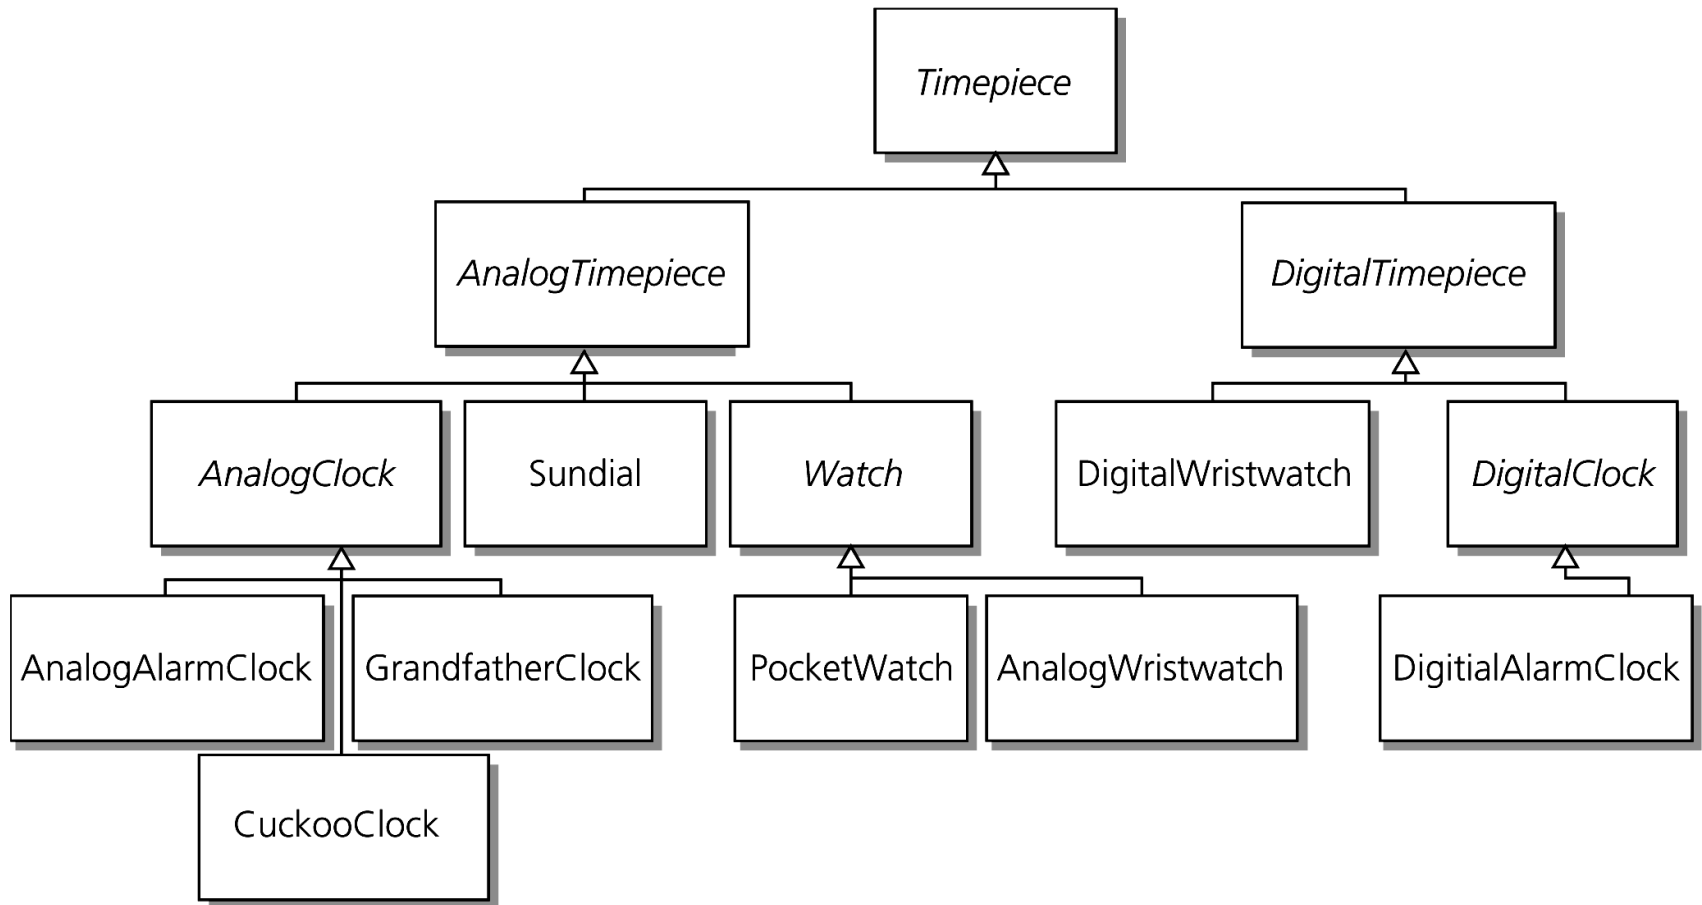 Timepiece
AnalogTimepiece
DigitalTimepiece
AnalogClock
Sundial
Watch
DigitalWristwatch
DigitalClock
AnalogAlarmClock
GrandfatherClock
PocketWatch
AnalogWristwatch
DigitialAlarmClock
CuckooClock